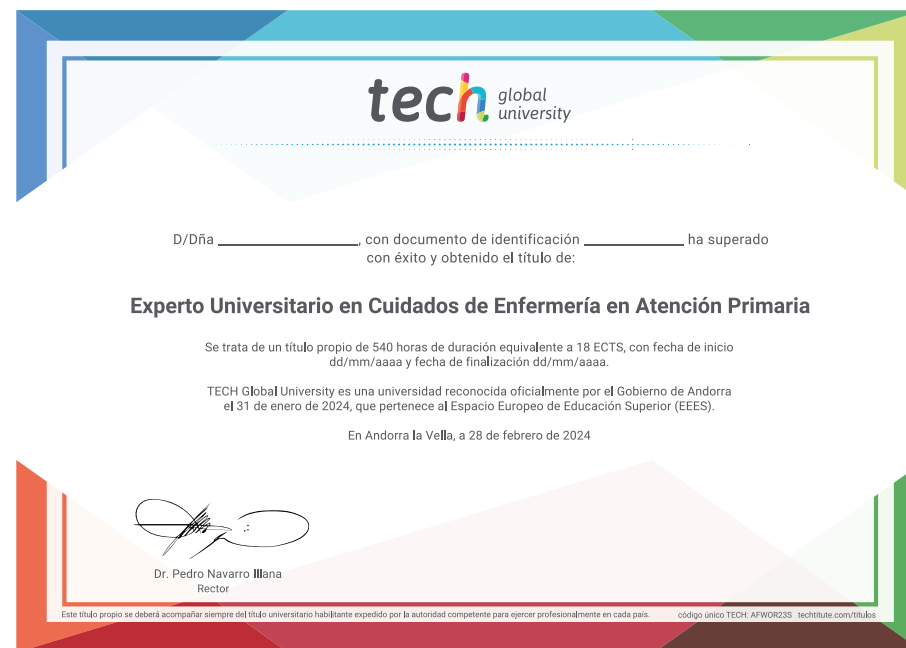 tech global university
D/Dña ____________________, con documento de identificación ______________ ha superado
con éxito y obtenido el título de:
Experto Universitario en Cuidados de Enfermería en Atención Primaria
Se trata de un título propio de 540 horas de duración equivalente a 18 ECTS, con fecha de inicio
dd/mm/aaaa y fecha de finalización dd/mm/aaaa.
TECH Global University es una universidad reconocida oficialmente por el Gobierno de Andorra
el 31 de enero de 2024, que pertenece al Espacio Europeo de Educación Superior (EEES).
En Andorra la Vella, a 28 de febrero de 2024
Dr. Pedro Navarro Illana
Rector
Este título propio se deberá acompañar siempre del título universitario habilitante expedido por la autoridad competente para ejercer profesionalmente en cada país.
código único TECH: AFWOR23S techtitute.com/titulos